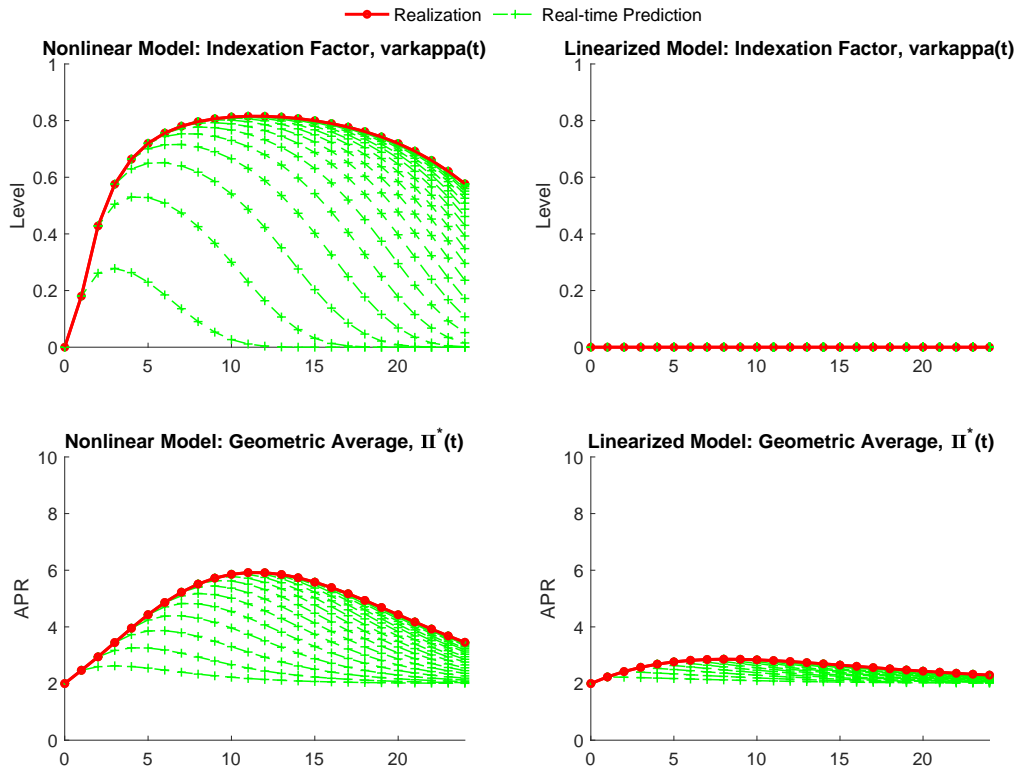 Realization Real-time Prediction
Nonlinear Model: Indexation Factor, varkappa(t)
1
0.8
0.6
0.4
0.2
0
Level
0 5 10 15 20
Linearized Model: Indexation Factor, varkappa(t)
1
0.8
0.6
0.4
0.2
0
Level
0 5 10 15 20
Nonlinear Model: Geometric Average, Π*(t)
10
8
6
4
2
0
APR
0 5 10 15 20
Linearized Model: Geometric Average, Π*(t)
10
8
6
4
2
0
APR
0 5 10 15 20